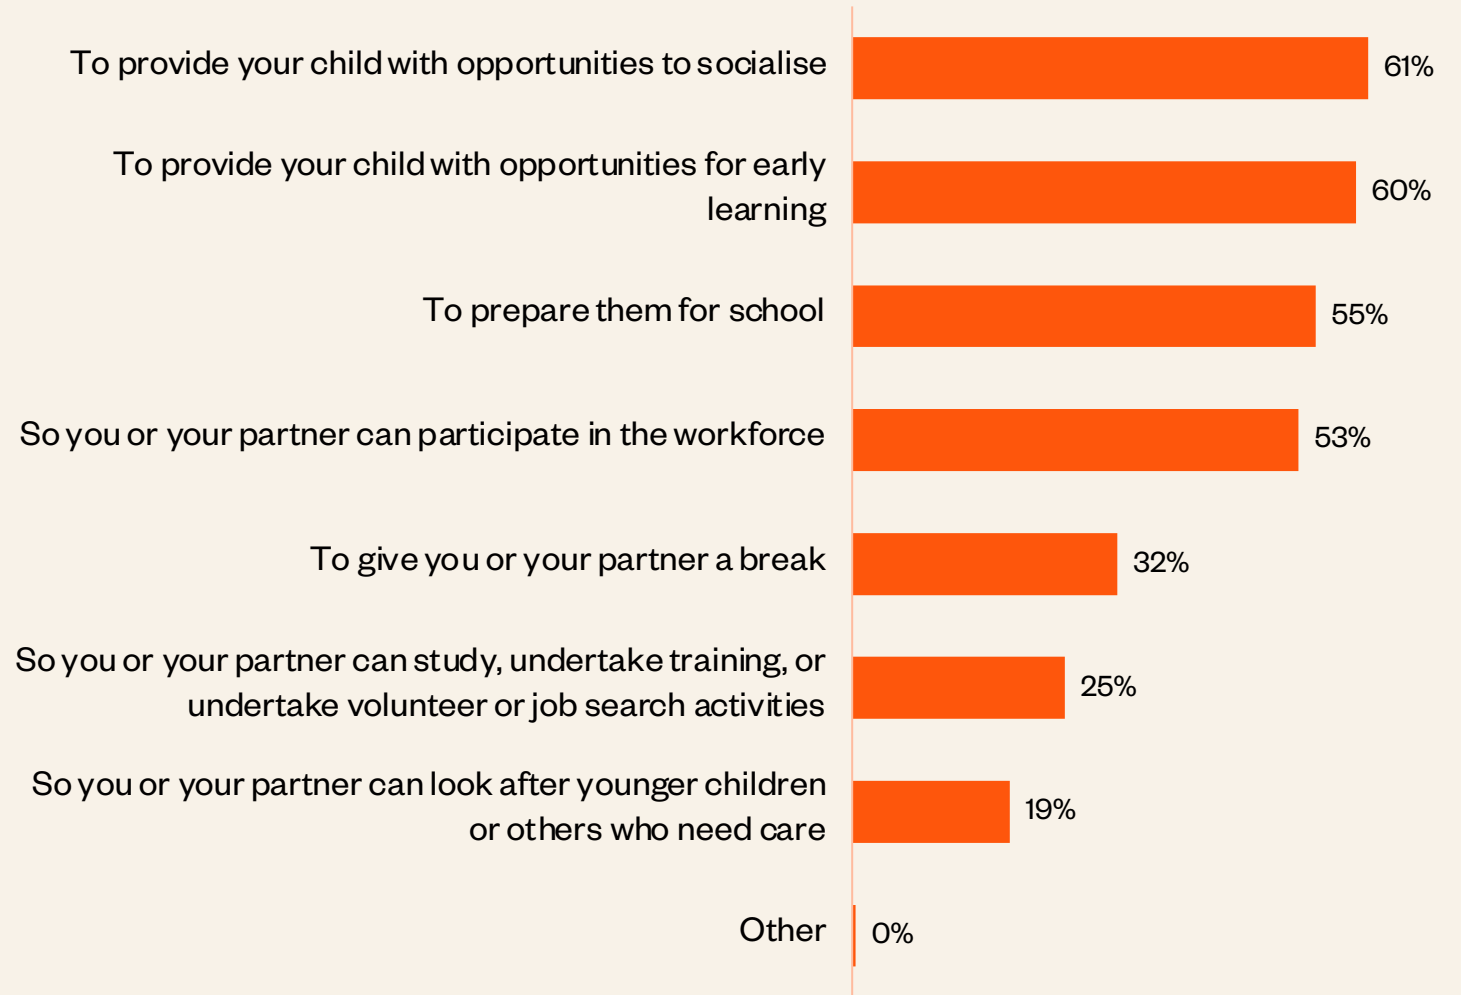 To provide your child with opportunities to socialise
61%
To provide your child with opportunities for early
learning
60%
To prepare them for school
55%
So you or your partner can participate in the workforce
53%
To give you or your partner a break
32%
So you or your partner can study, undertake training, or
undertake volunteer or job search activities
25%
So you or your partner can look after younger children
or others who need care
19%
Other
0%